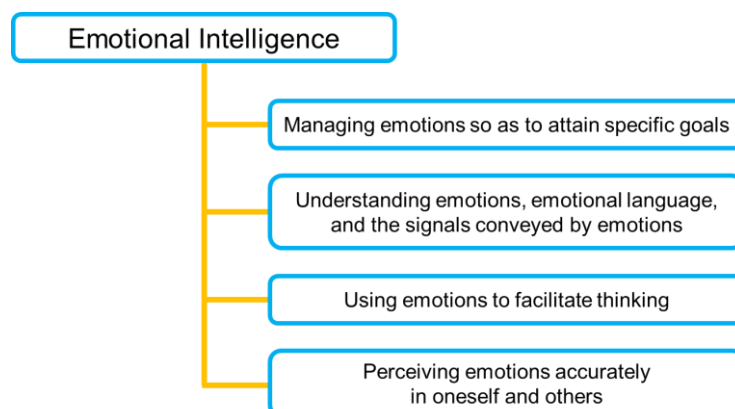 Emotional Intelligence
Managing emotions so as to attain specific goals
Understanding emotions, emotional language,
and the signals conveyed by emotions
Using emotions to facilitate thinking
Perceiving emotions accurately
in oneself and others